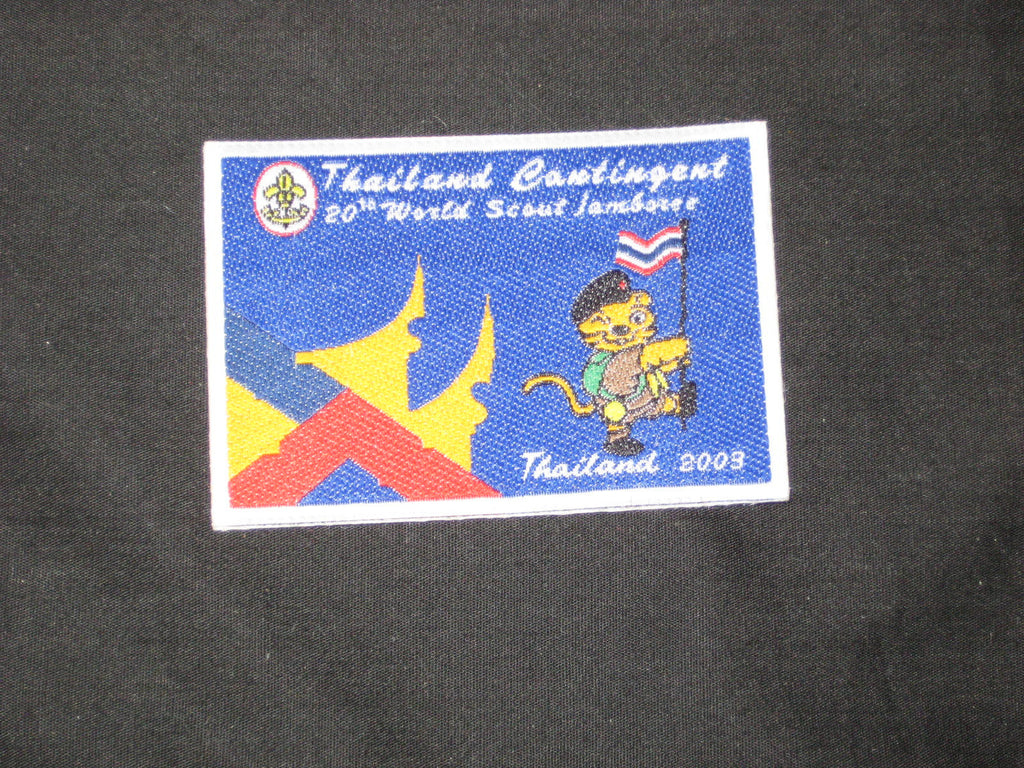 Thailand Contingent
20th World Scout Jamboree
Thailand 2003